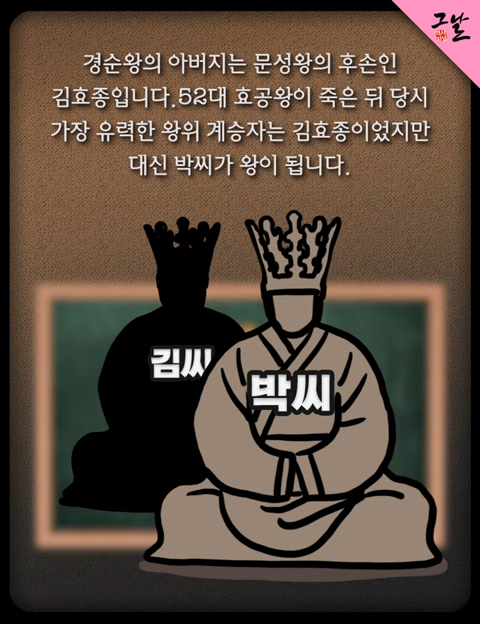 그날
경순왕의 아버지는 문성왕의 후손인
김효종입니다.52대 효공왕이 죽은 뒤 당시
가장 유력한 왕위 계승자는 김효종이었지만
대신 박씨가 왕이 됩니다.
김씨
박씨